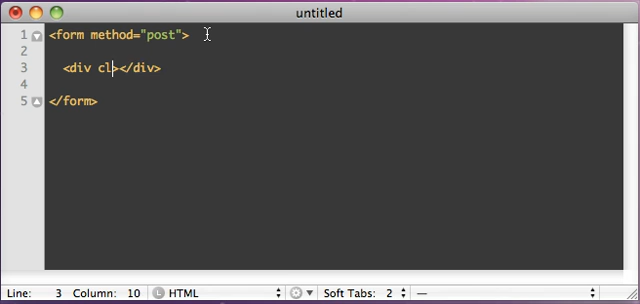 untitled
1 <form method="post">
2
3 <div cl></div>
4
5 </form>
Line: 3 Column: 10 L HTML Soft Tabs: 2 —